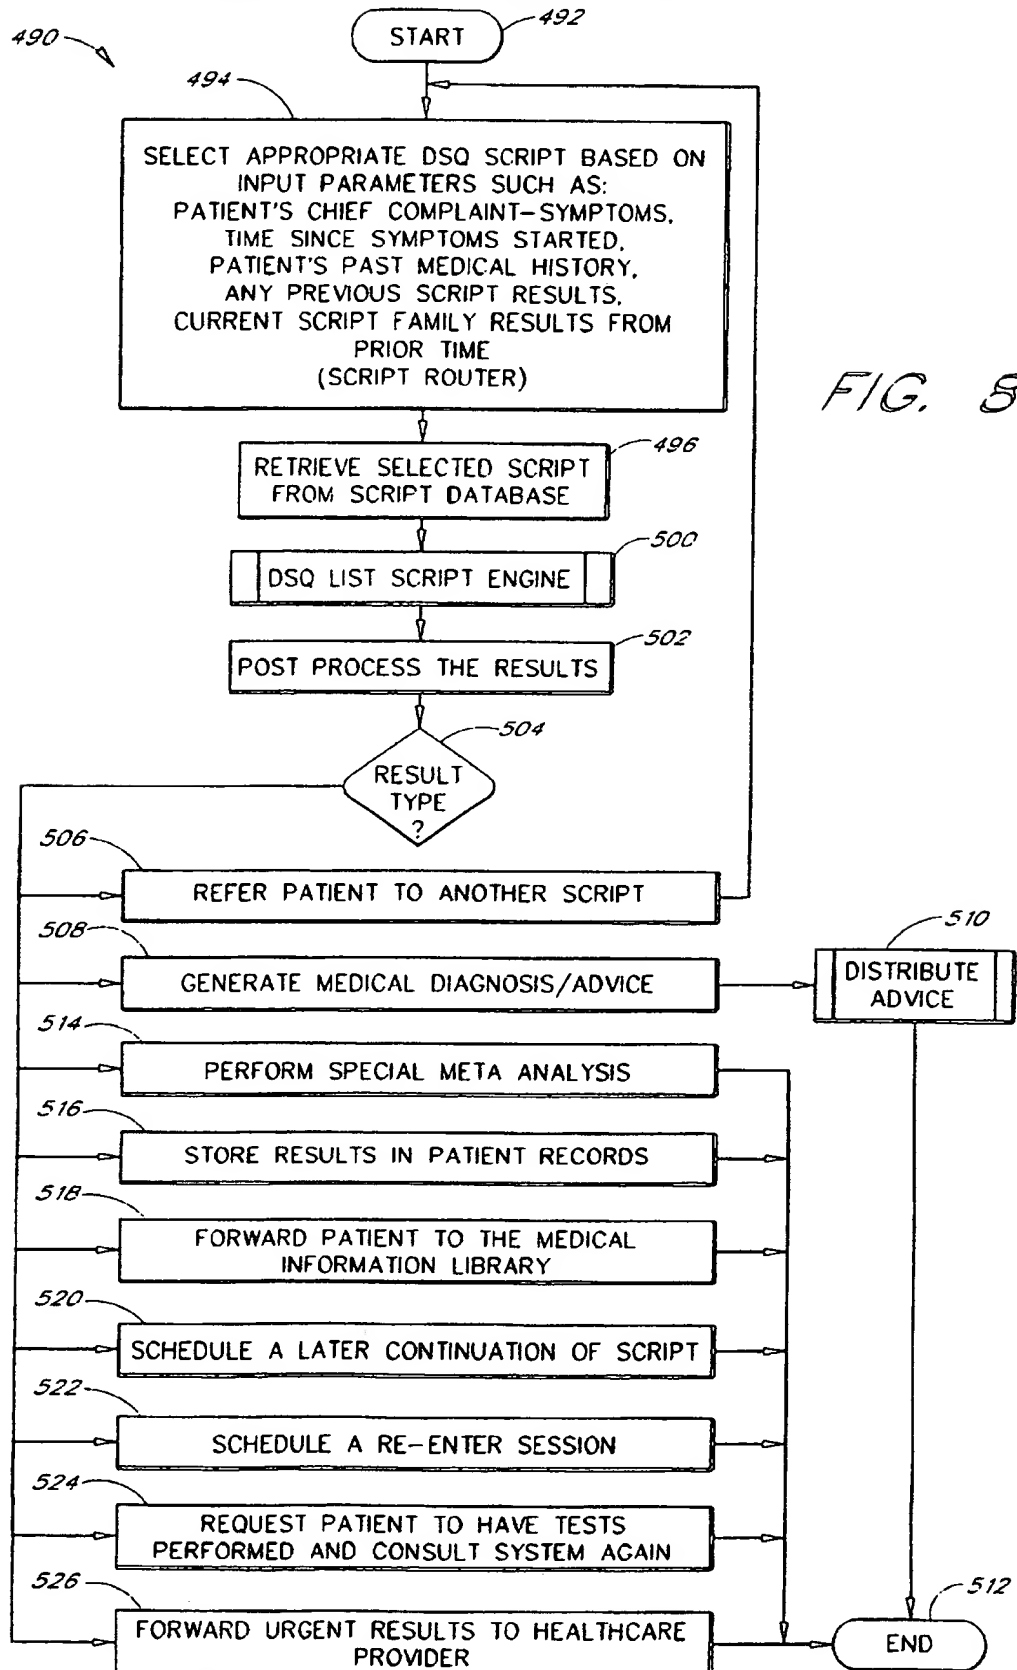 490
START
492
494
SELECT APPROPRIATE DSQ SCRIPT BASED ON
INPUT PARAMETERS SUCH AS:
PATIENT'S CHIEF COMPLAINT-SYMPTOMS,
TIME SINCE SYMPTOMS STARTED,
PATIENT'S PAST MEDICAL HISTORY,
ANY PREVIOUS SCRIPT RESULTS,
CURRENT SCRIPT FAMILY RESULTS FROM
PRIOR TIME
(SCRIPT ROUTER)
FIG. 8
496
RETRIEVE SELECTED SCRIPT
FROM SCRIPT DATABASE
500
DSQ LIST SCRIPT ENGINE
502
POST PROCESS THE RESULTS
504
RESULT
TYPE
?
506
REFER PATIENT TO ANOTHER SCRIPT
508
GENERATE MEDICAL DIAGNOSIS/ADVICE
510
DISTRIBUTE
ADVICE
514
PERFORM SPECIAL META ANALYSIS
516
STORE RESULTS IN PATIENT RECORDS
518
FORWARD PATIENT TO THE MEDICAL
INFORMATION LIBRARY
520
SCHEDULE A LATER CONTINUATION OF SCRIPT
522
SCHEDULE A RE-ENTER SESSION
524
REQUEST PATIENT TO HAVE TESTS
PERFORMED AND CONSULT SYSTEM AGAIN
526
FORWARD URGENT RESULTS TO HEALTHCARE
PROVIDER
512
END